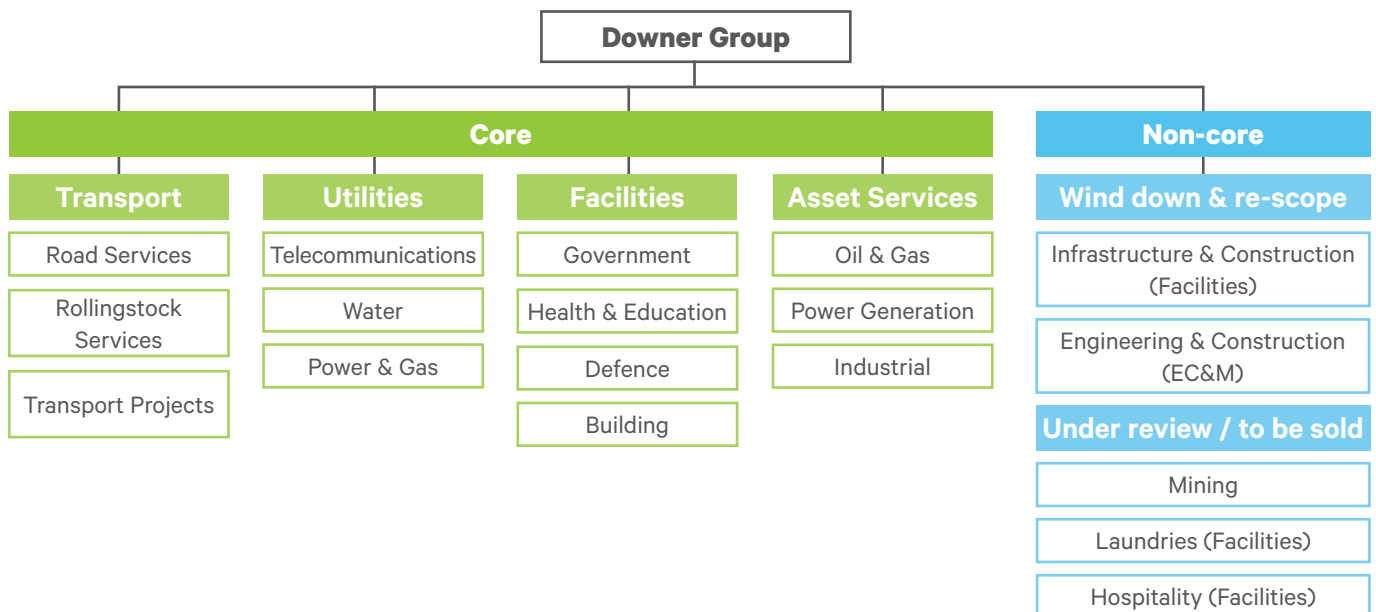 Downer Group
Core
Non-core
Transport
Road Services
Rollingstock
Services
Transport Projects
Utilities
Telecommunications
Water
Power & Gas
Facilities
Government
Health & Education
Defence
Building
Asset Services
Oil & Gas
Power Generation
Industrial
Wind down & re-scope
Infrastructure & Construction
(Facilities)
Engineering & Construction
(EC&M)
Under review / to be sold
Mining
Laundries (Facilities)
Hospitality (Facilities)